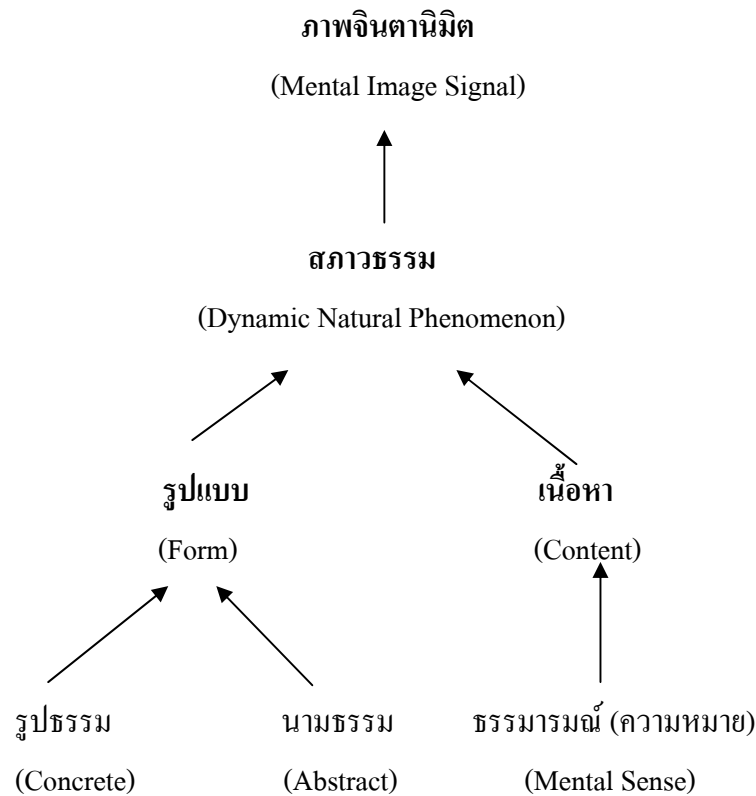 ภาพจินตานิมิต
(Mental Image Signal)
สภาวธรรม
(Dynamic Natural Phenomenon)
รูปแบบ เนื้อหา
(Form) (Content)
รูปธรรม นามธรรม ธรรมารมณ์ (ความหมาย)
(Concrete) (Abstract) (Mental Sense)